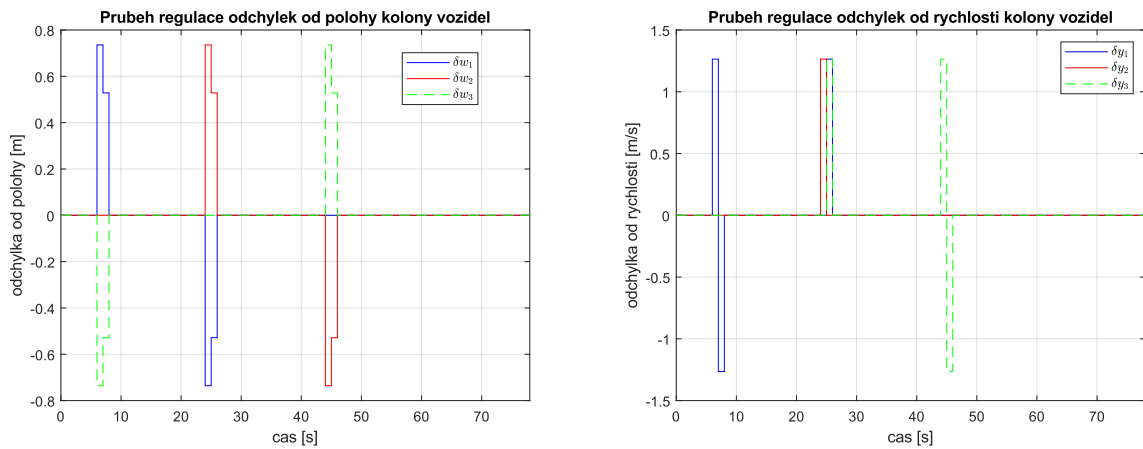 Prubeh regulace odchylek od polohy kolony vozidel
odchylka od polohy [m]
0.8
0.6
0.4
0.2
0
-0.2
-0.4
-0.6
-0.8
δw₁
δw₂
δw₃
0 10 20 30 40 50 60 70
cas [s]
Prubeh regulace odchylek od rychlosti kolony vozidel
odchylka od rychlosti [m/s]
1.5
1
0.5
0
-0.5
-1
-1.5
δy₁
δy₂
δy₃
0 10 20 30 40 50 60 70
cas [s]